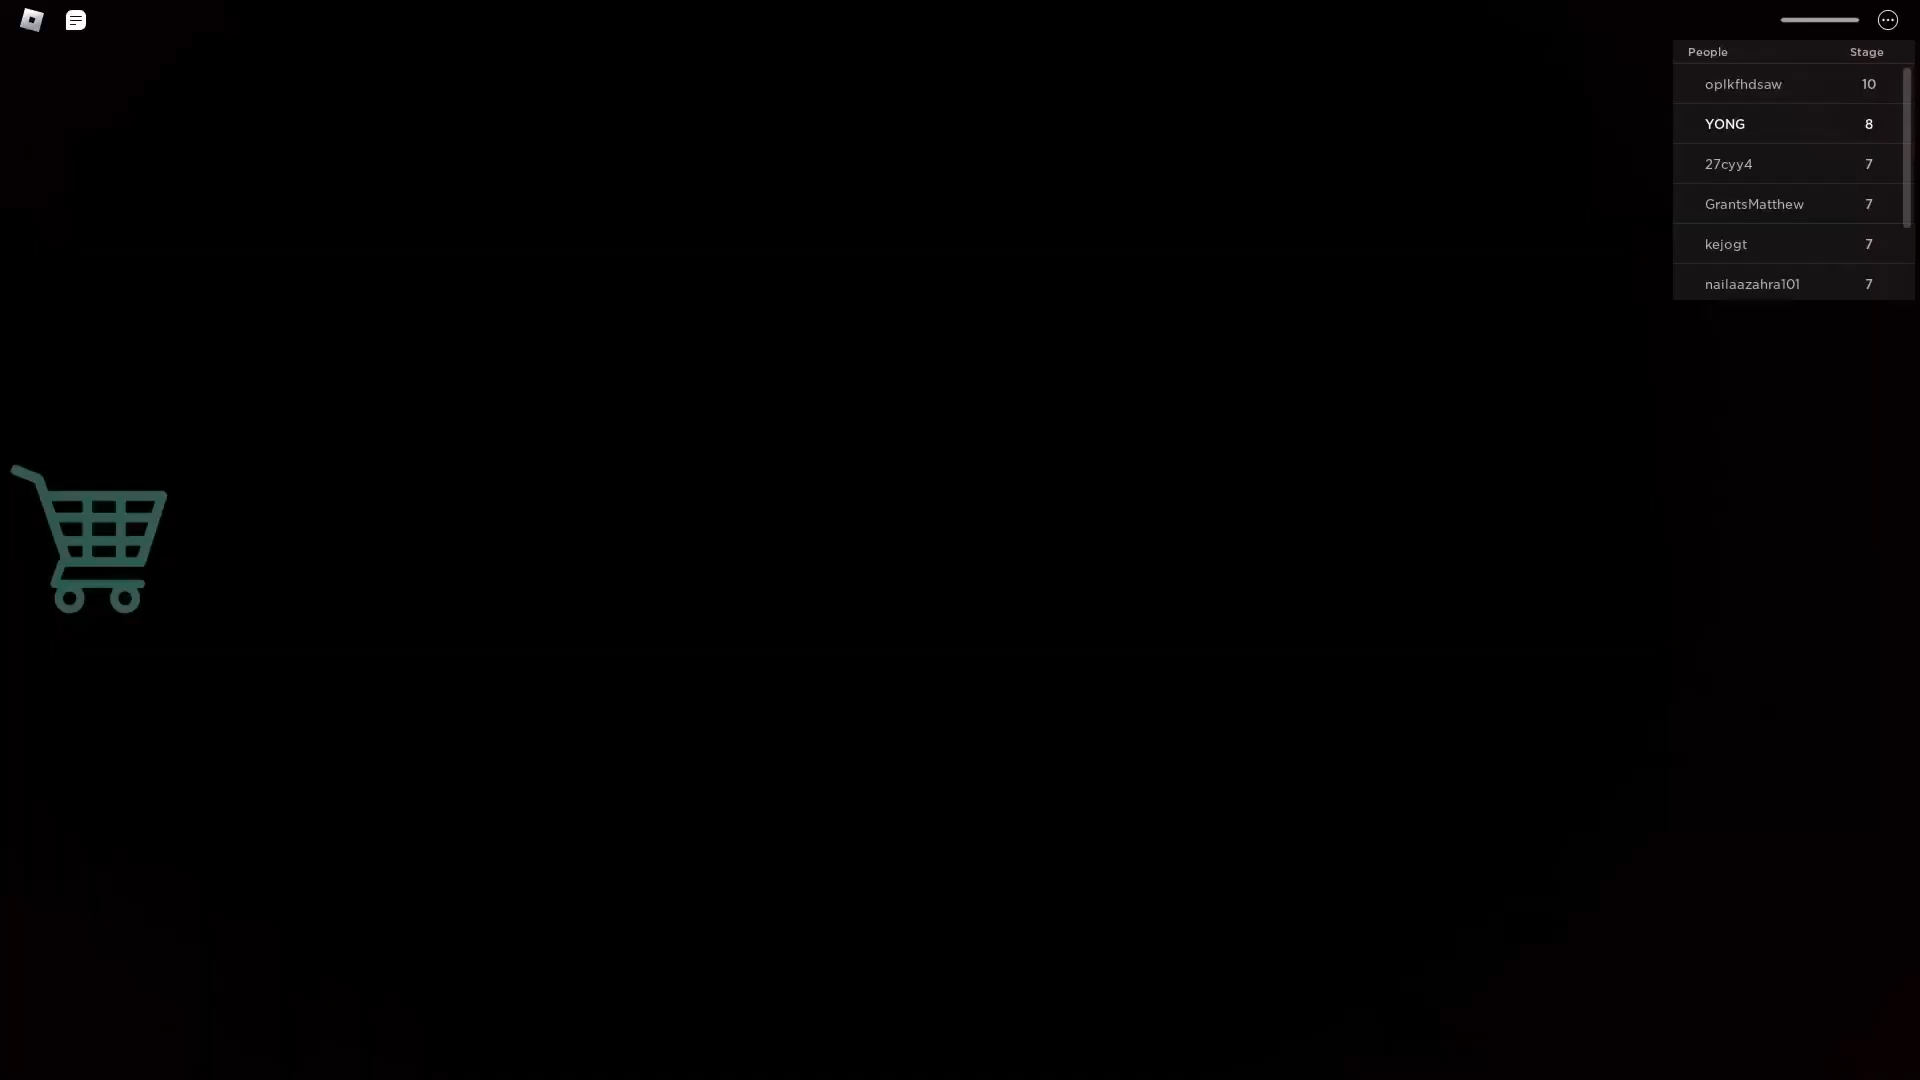 People Stage
oplkfhdsaw 10
YONG 8
27cyy4 7
GrantsMatthew 7
kejogt 7
nailaazahra101 7